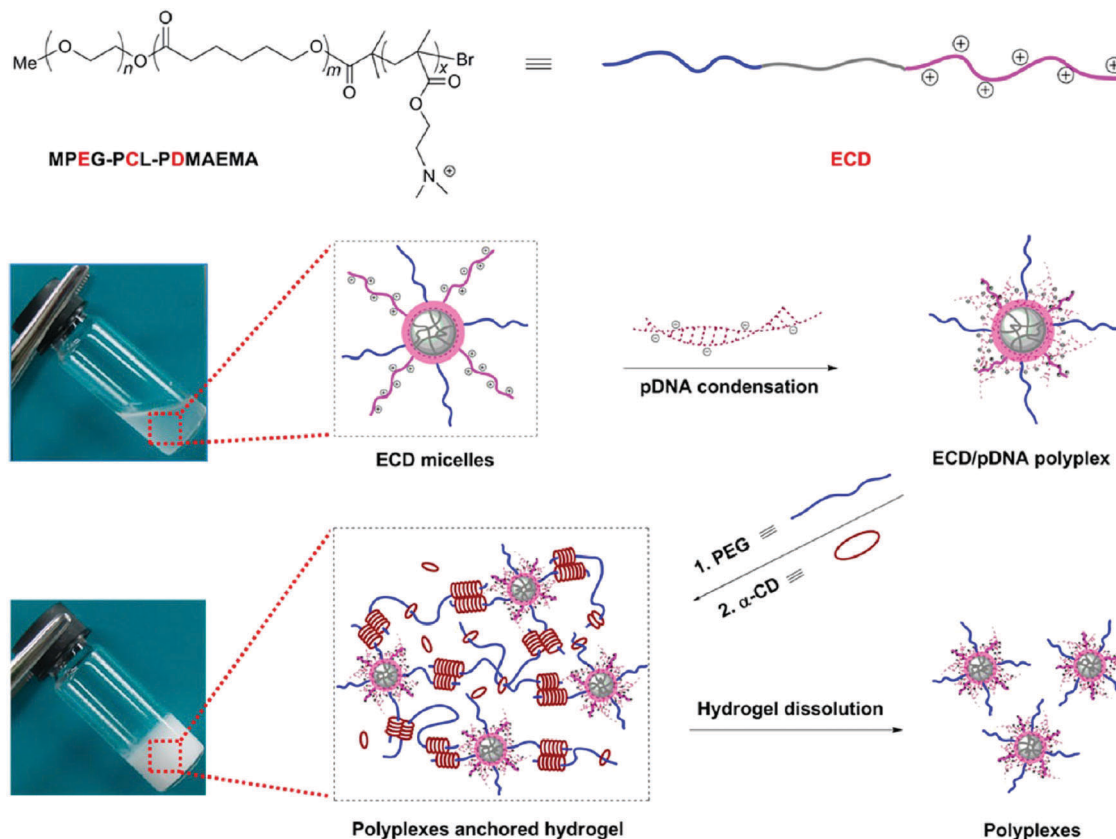 Me
O
n
O
O
O
m
O
x
Br
O
O
N
⊕
≡
⊕ ⊕ ⊕ ⊕ ⊕ ⊕
MPEG-PCL-PDMAEMA
ECD
pDNA condensation
ECD micelles
ECD/pDNA polyplex
1. PEG ≡
2. α-CD ≡
Hydrogel dissolution
Polyplexes anchored hydrogel
Polyplexes